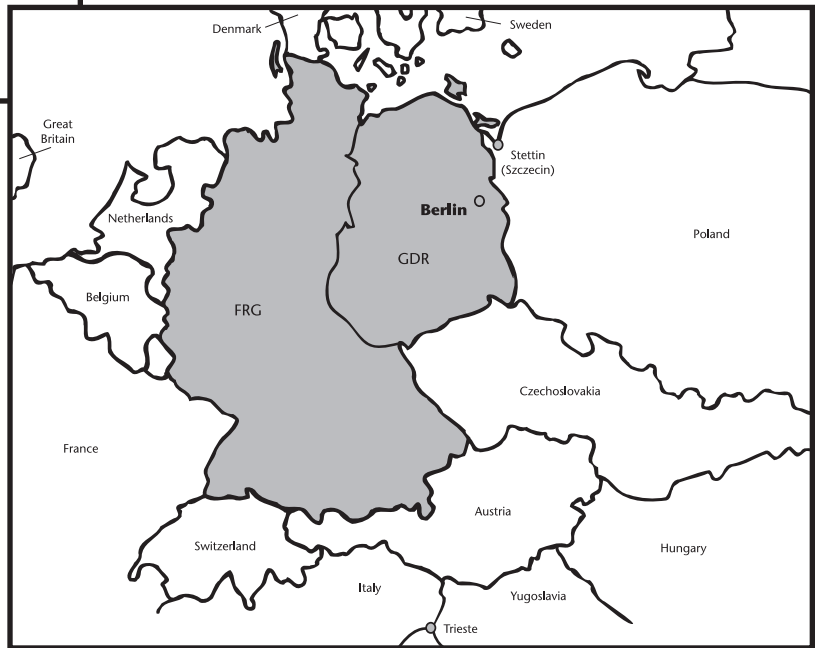 Denmark
Sweden
Great
Britain
Stettin
(Szczecin)
Netherlands
Berlin
Poland
GDR
Belgium
FRG
Czechoslovakia
France
Austria
Switzerland
Hungary
Italy
Yugoslavia
Trieste